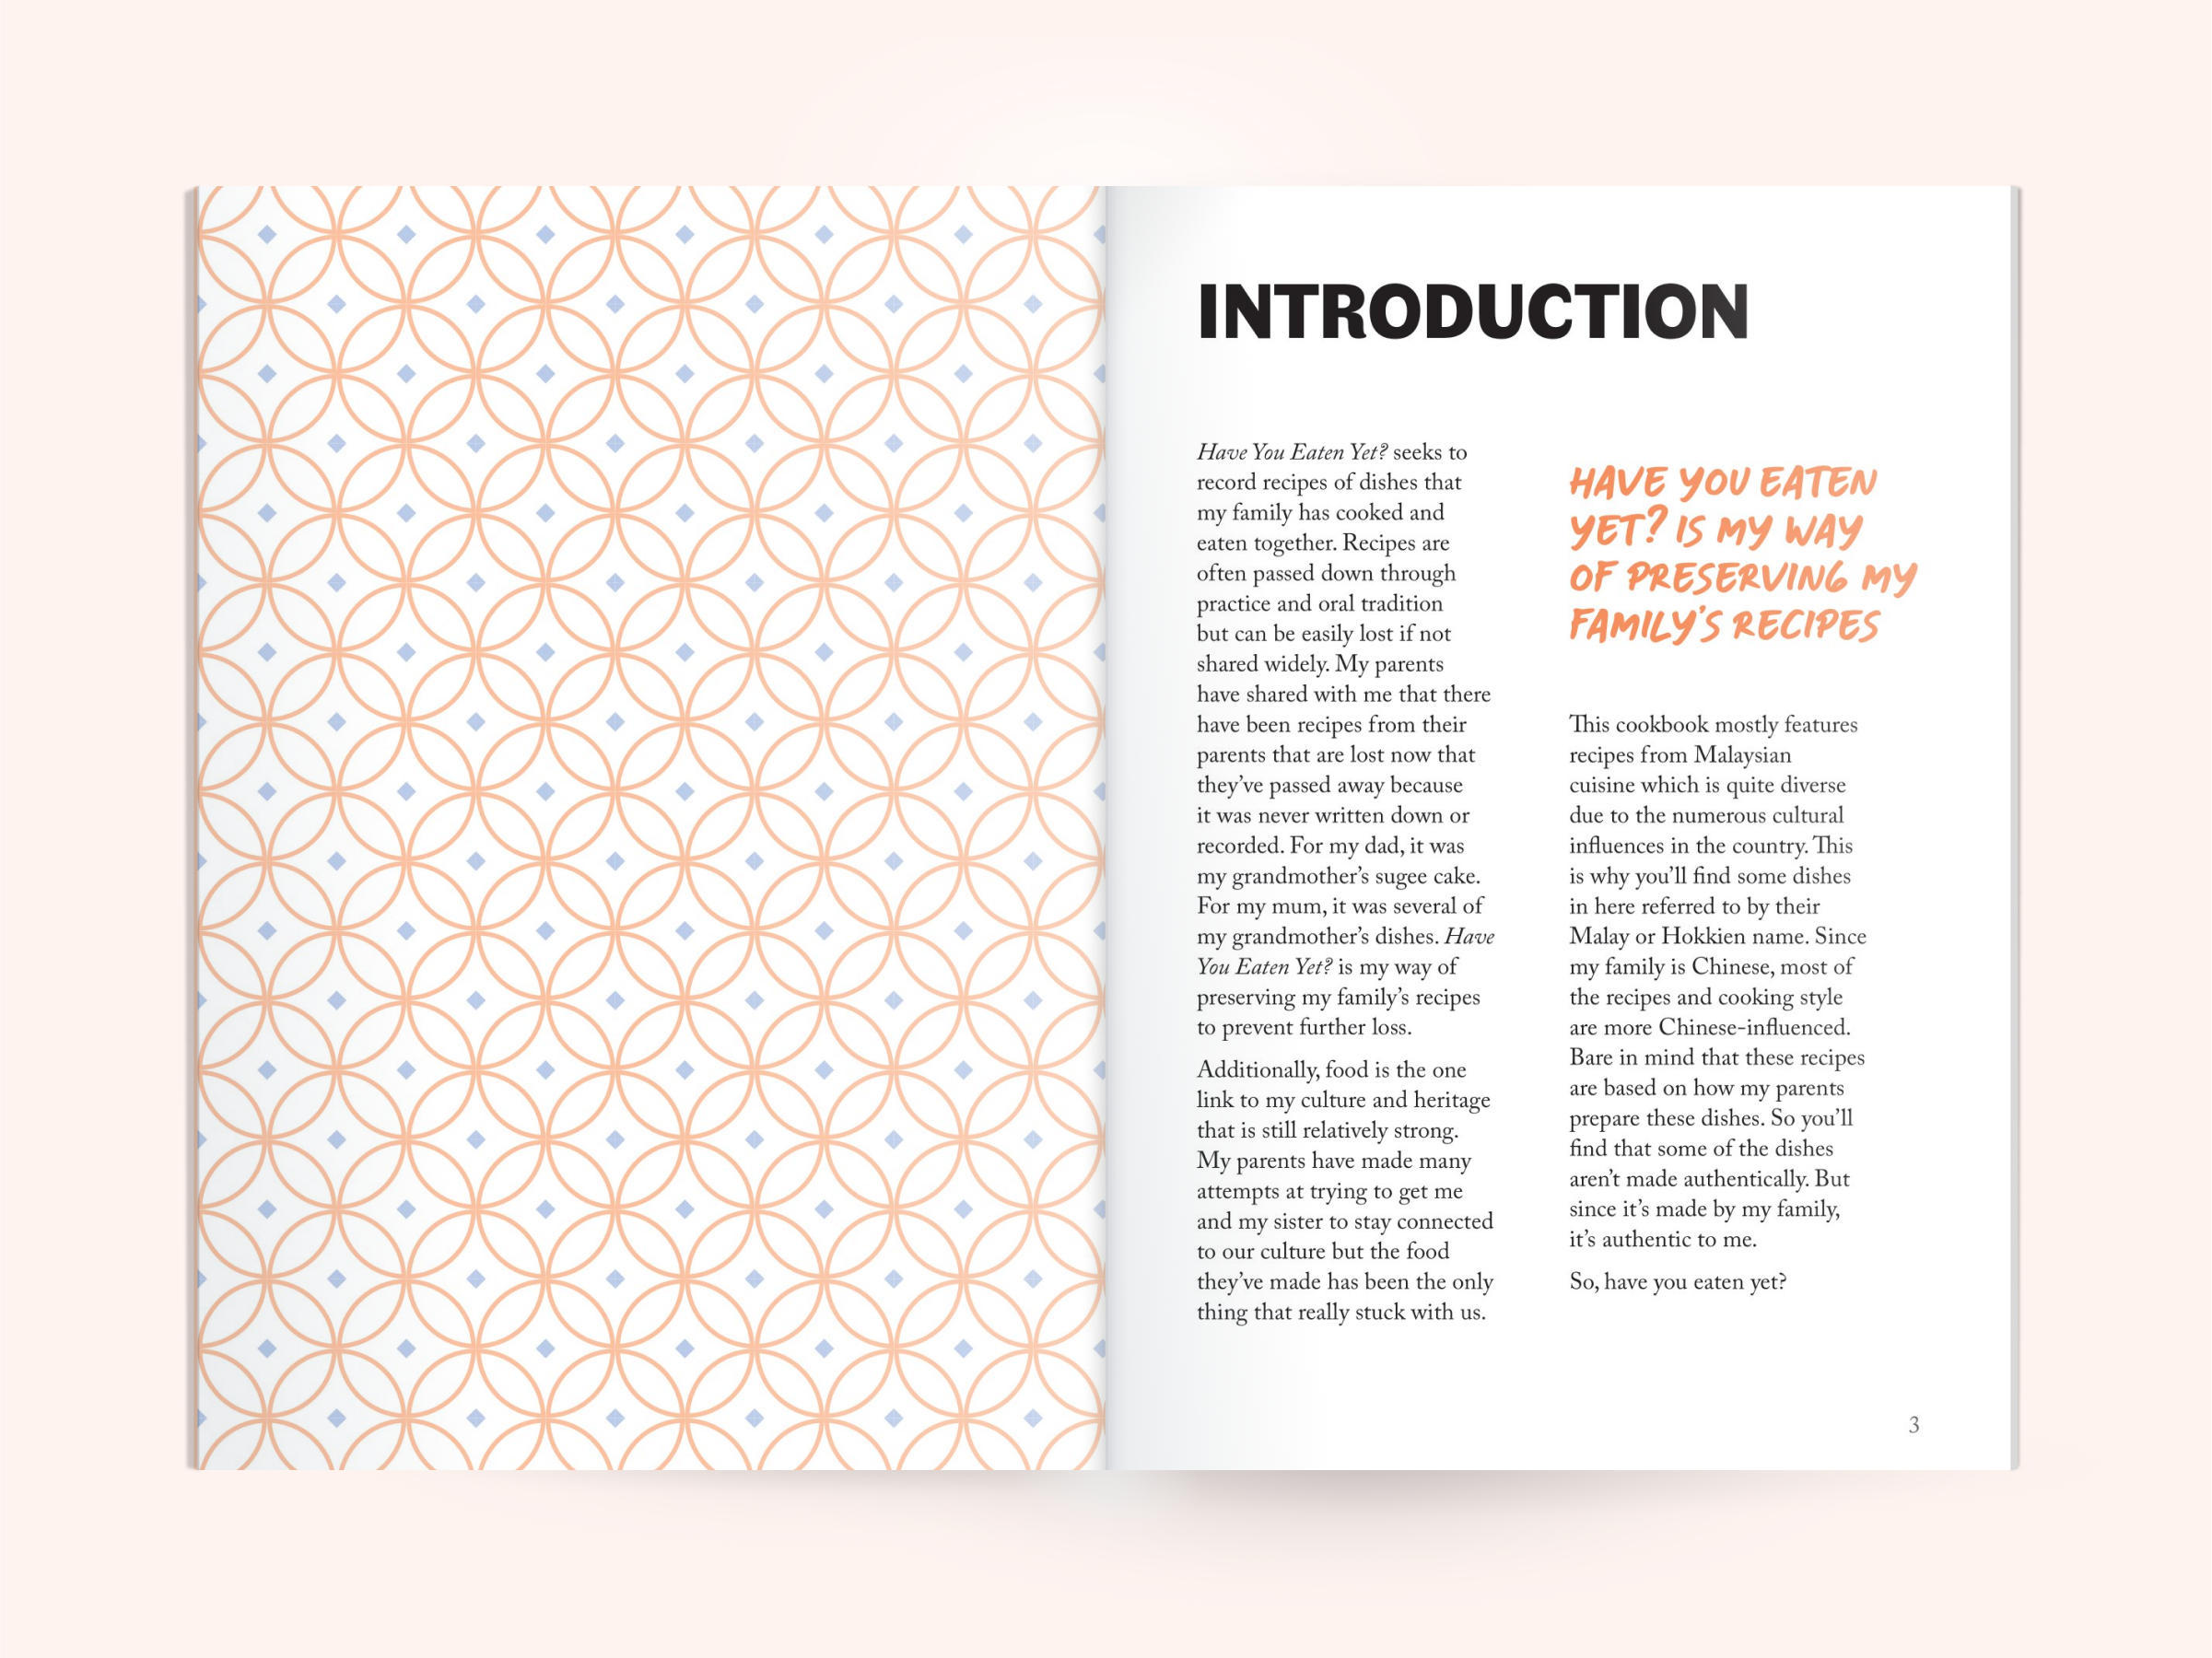 INTRODUCTION
Have You Eaten Yet? seeks to
record recipes of dishes that
my family has cooked and
eaten together. Recipes are
often passed down through
practice and oral tradition
but can be easily lost if not
shared widely. My parents
have shared with me that there
have been recipes from their
parents that are lost now that
they’ve passed away because
it was never written down or
recorded. For my dad, it was
my grandmother’s sugee cake.
For my mum, it was several of
my grandmother’s dishes. Have
You Eaten Yet? is my way of
preserving my family’s recipes
to prevent further loss.
Additionally, food is the one
link to my culture and heritage
that is still relatively strong.
My parents have made many
attempts at trying to get me
and my sister to stay connected
to our culture but the food
they’ve made has been the only
thing that really stuck with us.
HAVE YOU EATEN
YET? IS MY WAY
OF PRESERVING MY
FAMILY’S RECIPES
This cookbook mostly features
recipes from Malaysian
cuisine which is quite diverse
due to the numerous cultural
influences in the country. This
is why you’ll find some dishes
in here referred to by their
Malay or Hokkien name. Since
my family is Chinese, most of
the recipes and cooking style
are more Chinese-influenced.
Bare in mind that these recipes
are based on how my parents
prepare these dishes. So you’ll
find that some of the dishes
aren’t made authentically. But
since it’s made by my family,
it’s authentic to me.
So, have you eaten yet?
3